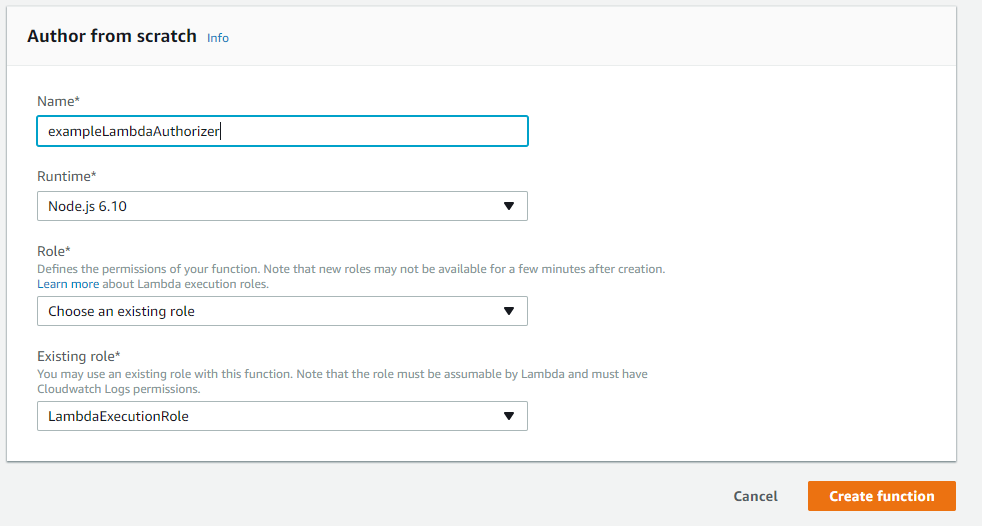 Author from scratch Info
Name*
exampleLambdaAuthorizer
Runtime*
Node.js 6.10
Role*
Defines the permissions of your function. Note that new roles may not be available for a few minutes after creation.
Learn more about Lambda execution roles.
Choose an existing role
Existing role*
You may use an existing role with this function. Note that the role must be assumable by Lambda and must have
Cloudwatch Logs permissions.
LambdaExecutionRole
Cancel Create function